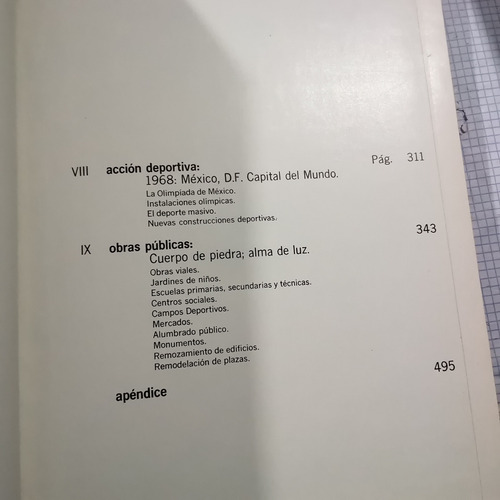 VIII acción deportiva: Pág. 311
1968: México, D.F. Capital del Mundo.
La Olimpiada de México.
Instalaciones olímpicas.
El deporte masivo.
Nuevas construcciones deportivas.
IX obras públicas: 343
Cuerpo de piedra; alma de luz.
Obras viales.
Jardines de niños.
Escuelas primarias, secundarias y técnicas.
Centros sociales.
Campos Deportivos.
Mercados.
Alumbrado público.
Monumentos.
Remozamiento de edificios.
Remodelación de plazas.
apéndice 495